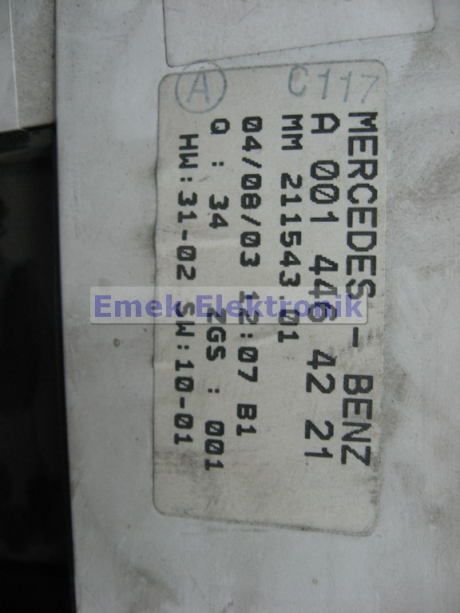 C117
A
MERCEDES-BENZ
A 001 446 42 21
MM 211543.01
04/08/03 12:07 B1
Q : 34 ZGS : 001
HW:31-02 SW:10-01
Emek Elektronik